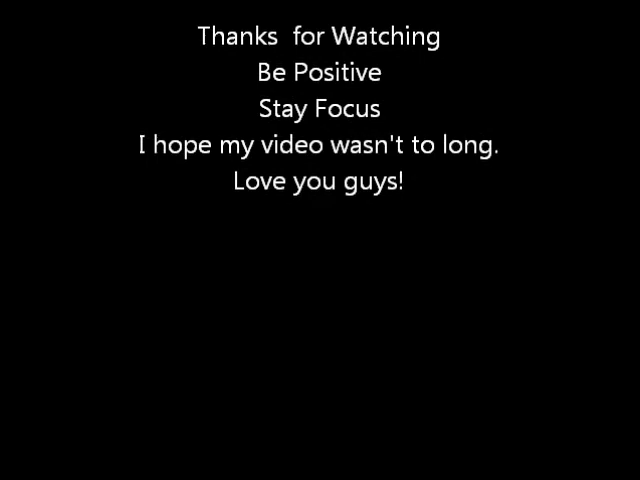 Thanks  for Watching
Be Positive
Stay Focus
I hope my video wasn't to long.
Love you guys!